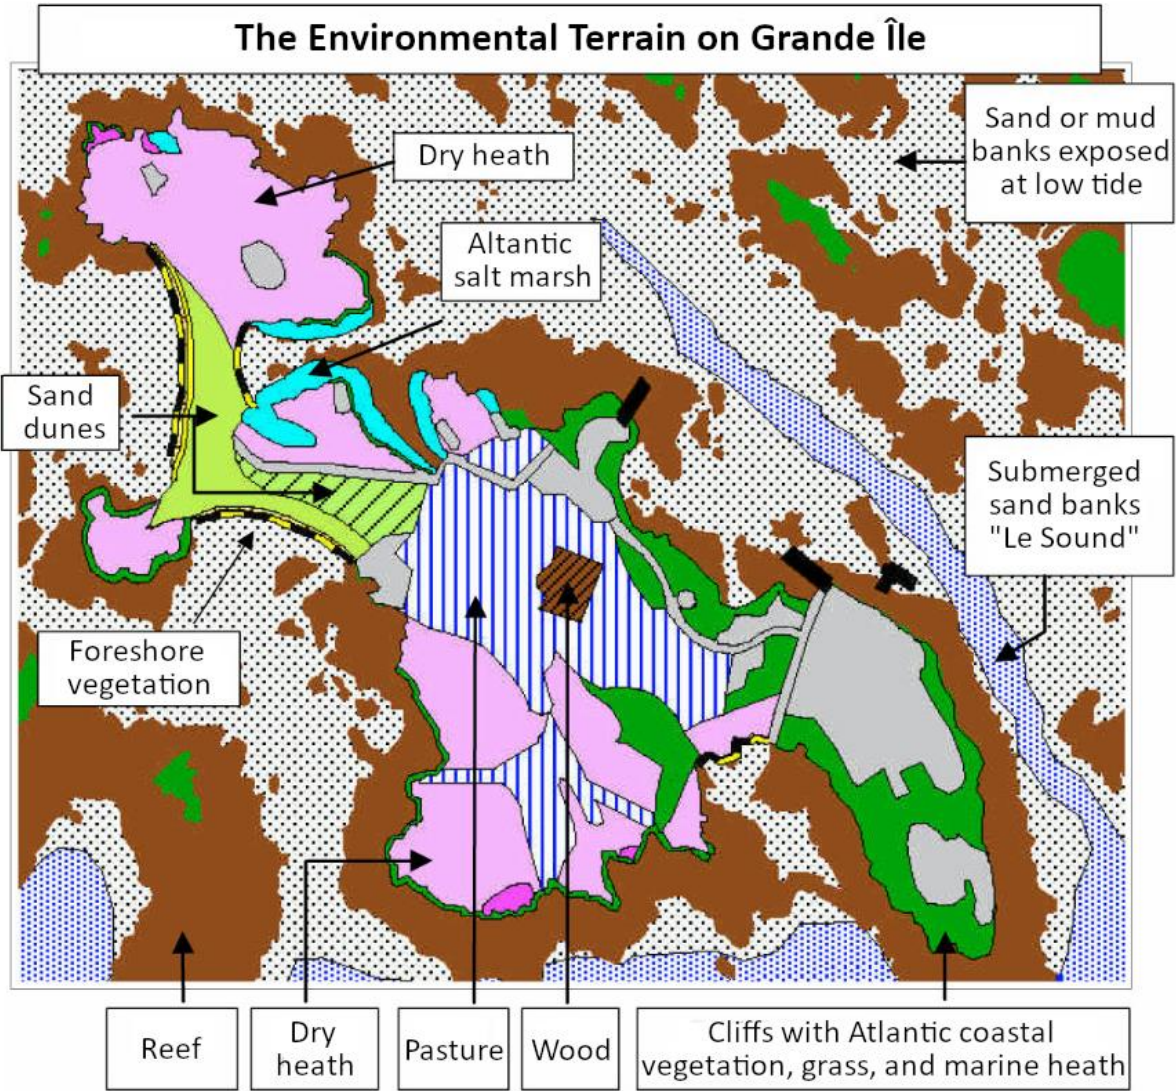 The Environmental Terrain on Grande Île
Dry heath
Sand or mud
banks exposed
at low tide
Altantic
salt marsh
Sand
dunes
Submerged
sand banks
"Le Sound"
Foreshore
vegetation
Reef
Dry
heath
Pasture
Wood
Cliffs with Atlantic coastal
vegetation, grass, and marine heath